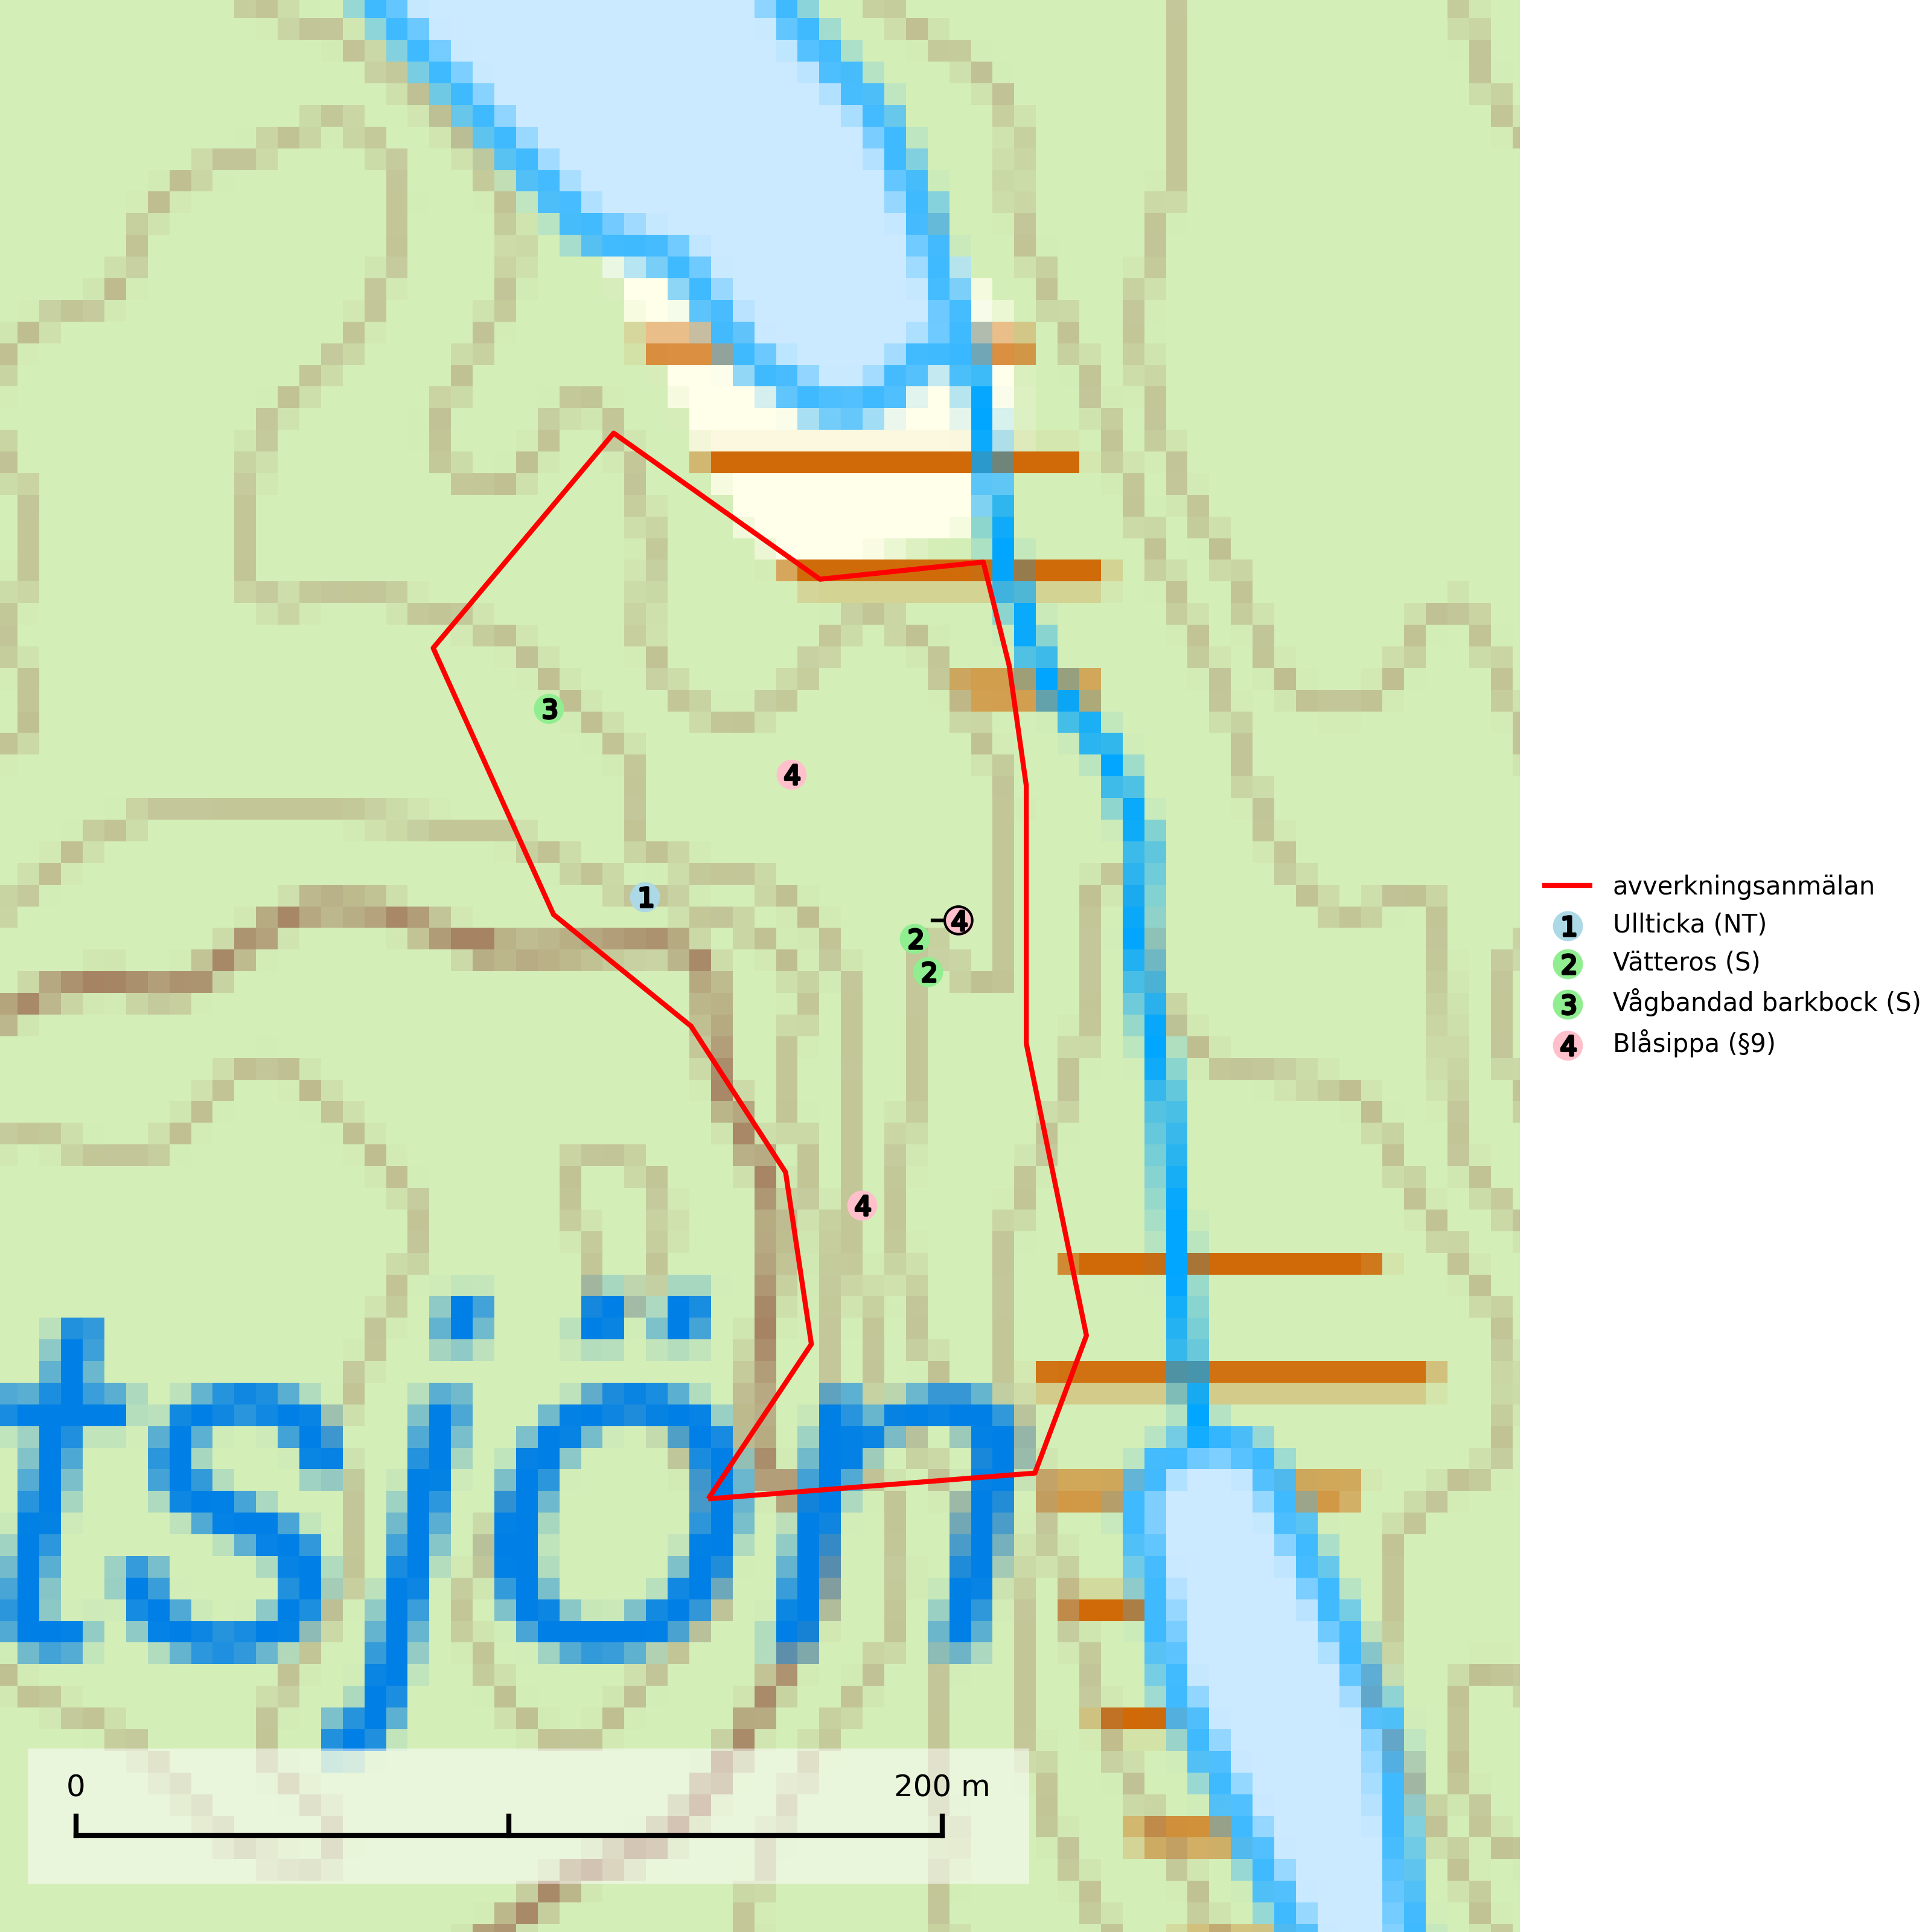 3
4
1
4
2
2
4
tsjön
0 200 m
avverkningsanmälan
1 Ullticka (NT)
2 Vätteros (S)
3 Vågbandad barkbock (S)
4 Blåsippa (§9)